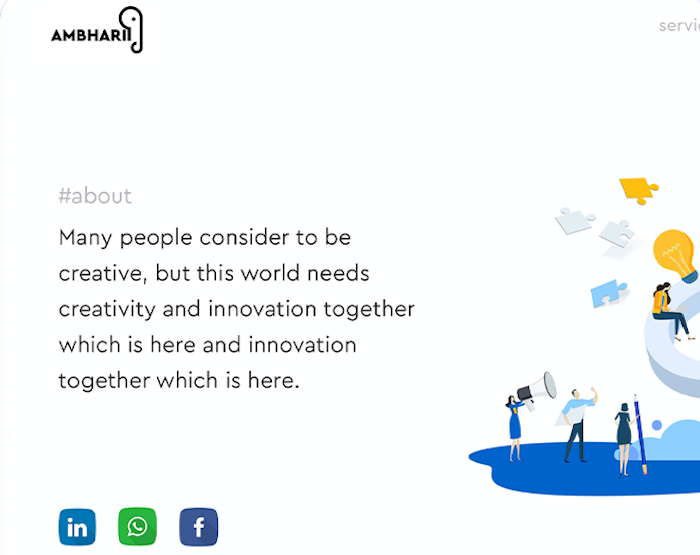 AMBHARII
servic
#about
Many people consider to be
creative, but this world needs
creativity and innovation together
which is here and innovation
together which is here.
in
f